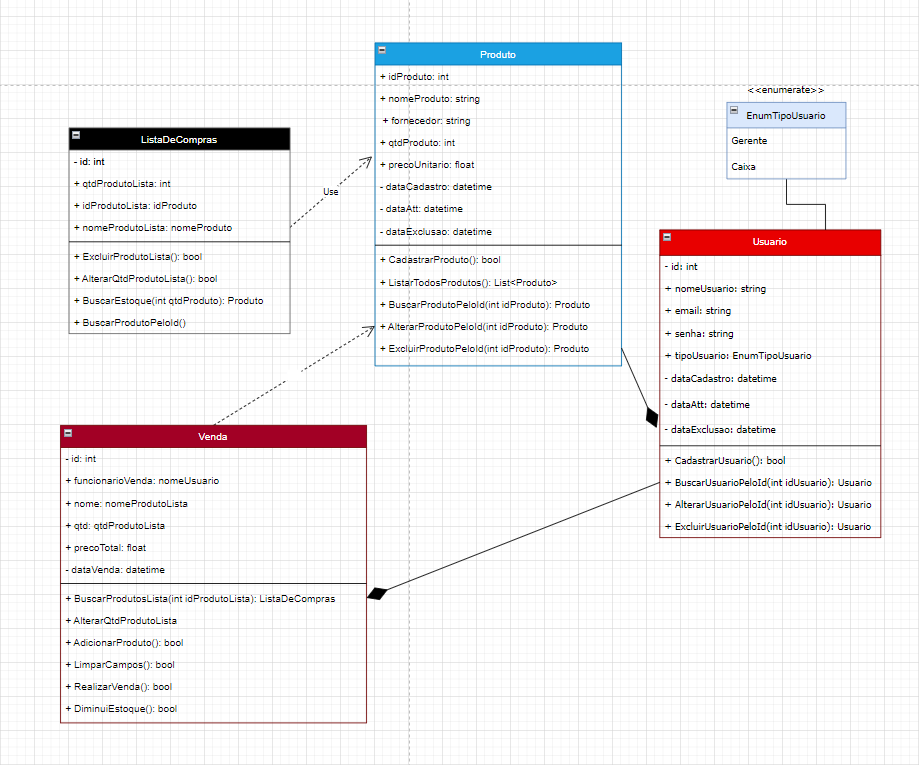 Produto
+ idProduto: int
+ nomeProduto: string
+ fornecedor: string
+ qtdProduto: int
+ precoUnitario: float
- dataCadastro: datetime
- dataAtt: datetime
- dataExclusao: datetime
+ CadastrarProduto(): bool
+ ListarTodosProdutos(): List<Produto>
+ BuscarProdutoPeloId(int idProduto): Produto
+ AlterarProdutoPeloId(int idProduto): Produto
+ ExcluirProdutoPeloId(int idProduto): Produto
<<enumerate>>
EnumTipoUsuario
Gerente
Caixa
ListaDeCompras
- id: int
+ qtdProdutoLista: int
+ idProdutoLista: idProduto
+ nomeProdutoLista: nomeProduto
+ ExcluirProdutoLista(): bool
+ AlterarQtdProdutoLista(): bool
+ BuscarEstoque(int qtdProduto): Produto
+ BuscarProdutoPeloId()
Use
Usuario
- id: int
+ nomeUsuario: string
+ email: string
+ senha: string
+ tipoUsuario: EnumTipoUsuario
- dataCadastro: datetime
- dataAtt: datetime
- dataExclusao: datetime
+ CadastrarUsuario(): bool
+ BuscarUsuarioPeloId(int idUsuario): Usuario
+ AlterarUsuarioPeloId(int idUsuario): Usuario
+ ExcluirUsuarioPeloId(int idUsuario): Usuario
Venda
- id: int
+ funcionarioVenda: nomeUsuario
+ nome: nomeProdutoLista
+ qtd: qtdProdutoLista
+ precoTotal: float
- dataVenda: datetime
+ BuscarProdutosLista(int idProdutoLista): ListaDeCompras
+ AlterarQtdProdutoLista
+ AdicionarProduto(): bool
+ LimparCampos(): bool
+ RealizarVenda(): bool
+ DiminuiEstoque(): bool